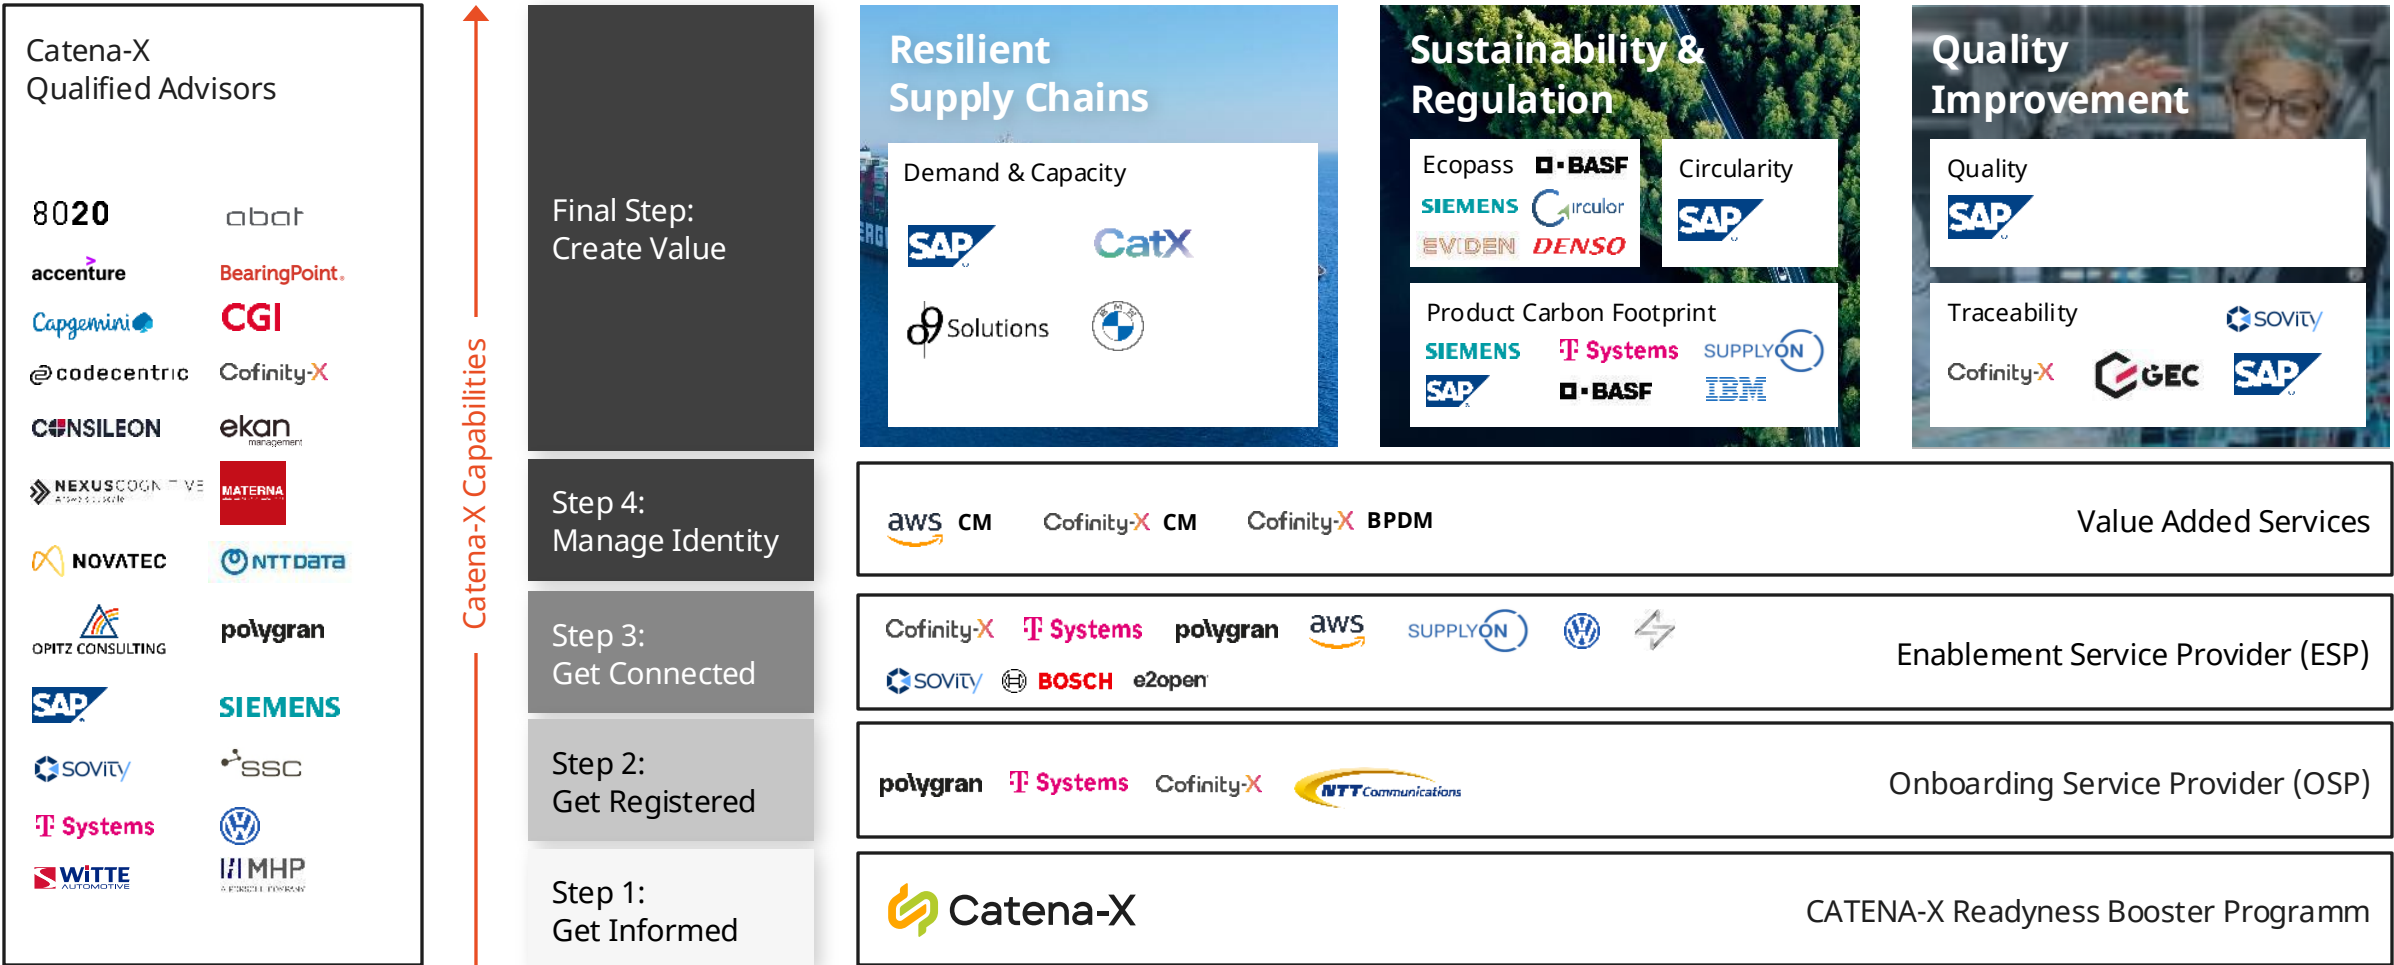 Catena-X
Qualified Advisors
8020
abat
accenture
BearingPoint.
Capgemini
CGI
codecentric
Cofinity-X
CONSILEON
ekan
management
NEXUSCOGNITIVE
MATERNA
NOVATEC
NTT DATA
OPITZ CONSULTING
polygran
SAP
SIEMENS
sovity
SSC
T Systems
WiTTE
AUTOMOTIVE
MHP
A PORSCHE COMPANY
Catena-X Capabilities
Final Step:
Create Value
Resilient
Supply Chains
Demand & Capacity
SAP
CatX
o9 Solutions
BMW
Sustainability &
Regulation
Ecopass
BASF
SIEMENS
Circulor
EVIDEN
DENSO
Circularity
SAP
Product Carbon Footprint
SIEMENS
T Systems
SUPPLYON
SAP
BASF
IBM
Quality
Improvement
Quality
SAP
Traceability
sovity
Cofinity-X
GEC
SAP
Step 4:
Manage Identity
aws CM
Cofinity-X CM
Cofinity-X BPDM
Value Added Services
Step 3:
Get Connected
Cofinity-X
T Systems
polygran
aws
SUPPLYON
sovity
BOSCH
e2open
Enablement Service Provider (ESP)
Step 2:
Get Registered
polygran
T Systems
Cofinity-X
NTT Communications
Onboarding Service Provider (OSP)
Step 1:
Get Informed
Catena-X
CATENA-X Readyness Booster Programm